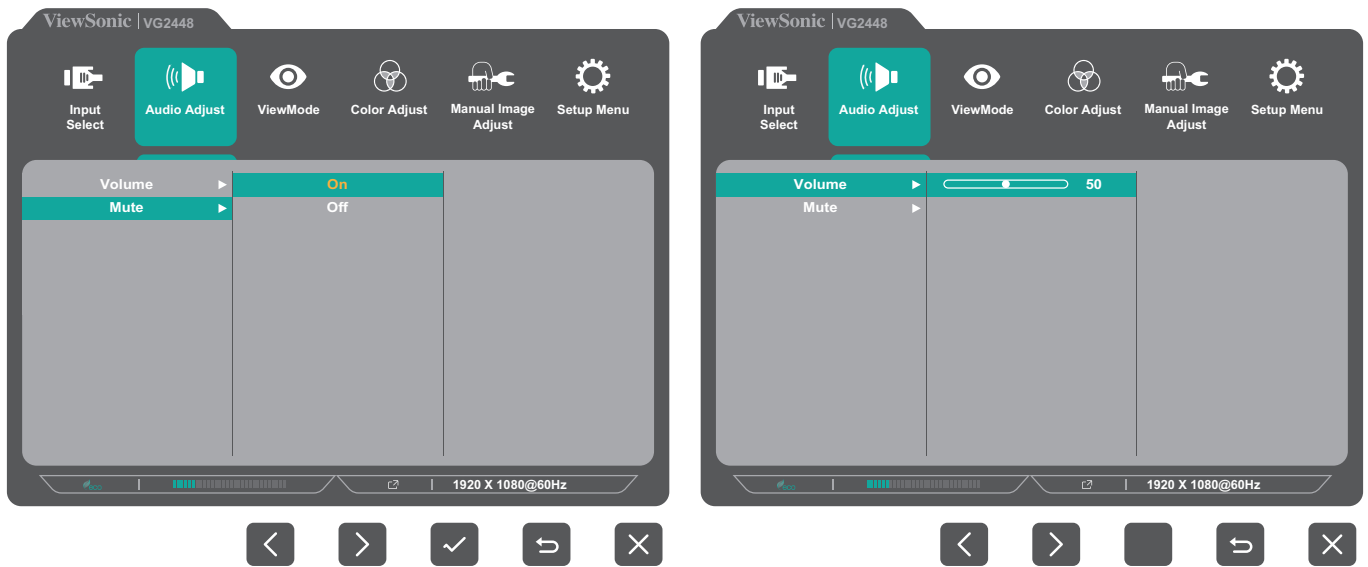 ViewSonic | VG2448
Input
Select
Audio Adjust
ViewMode
Color Adjust
Manual Image
Adjust
Setup Menu
Volume
On
Mute
Off
eco
1920 X 1080@60Hz
ViewSonic | VG2448
Input
Select
Audio Adjust
ViewMode
Color Adjust
Manual Image
Adjust
Setup Menu
Volume
50
Mute
eco
1920 X 1080@60Hz